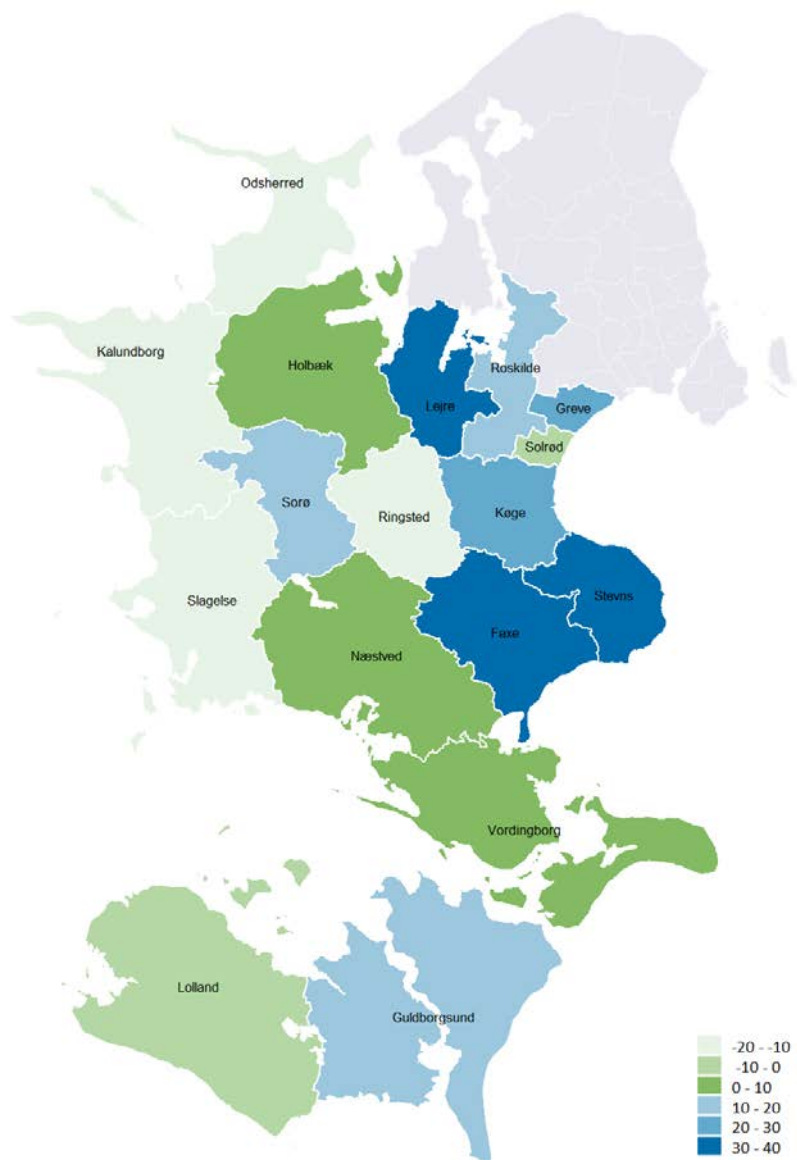 Odsherred
Kalundborg
Holbæk
Lejre
Roskilde
Greve
Solrød
Sorø
Ringsted
Køge
Slagelse
Stevns
Faxe
Næstved
Vordingborg
Lolland
Guldborgsund
-20 - -10
-10 - 0
0 - 10
10 - 20
20 - 30
30 - 40